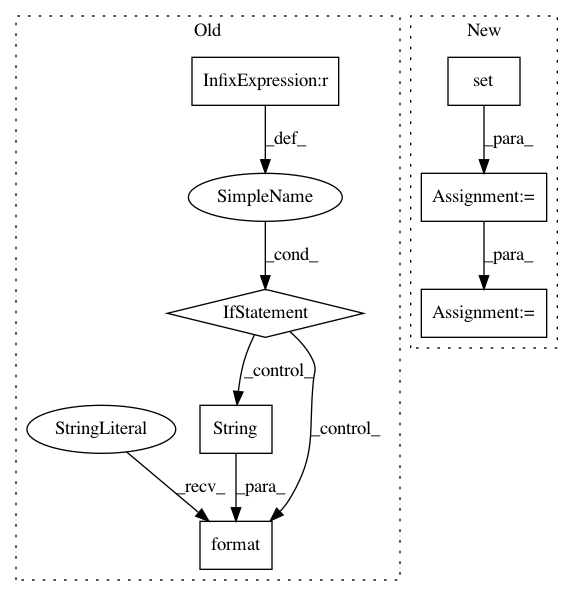 Old
New
InfixExpression:r
set
_def_
_para_
SimpleName
Assignment:=
_cond_
_para_
IfStatement
Assignment:=
_control_
StringLiteral
String
_control_
_recv_
_para_
format